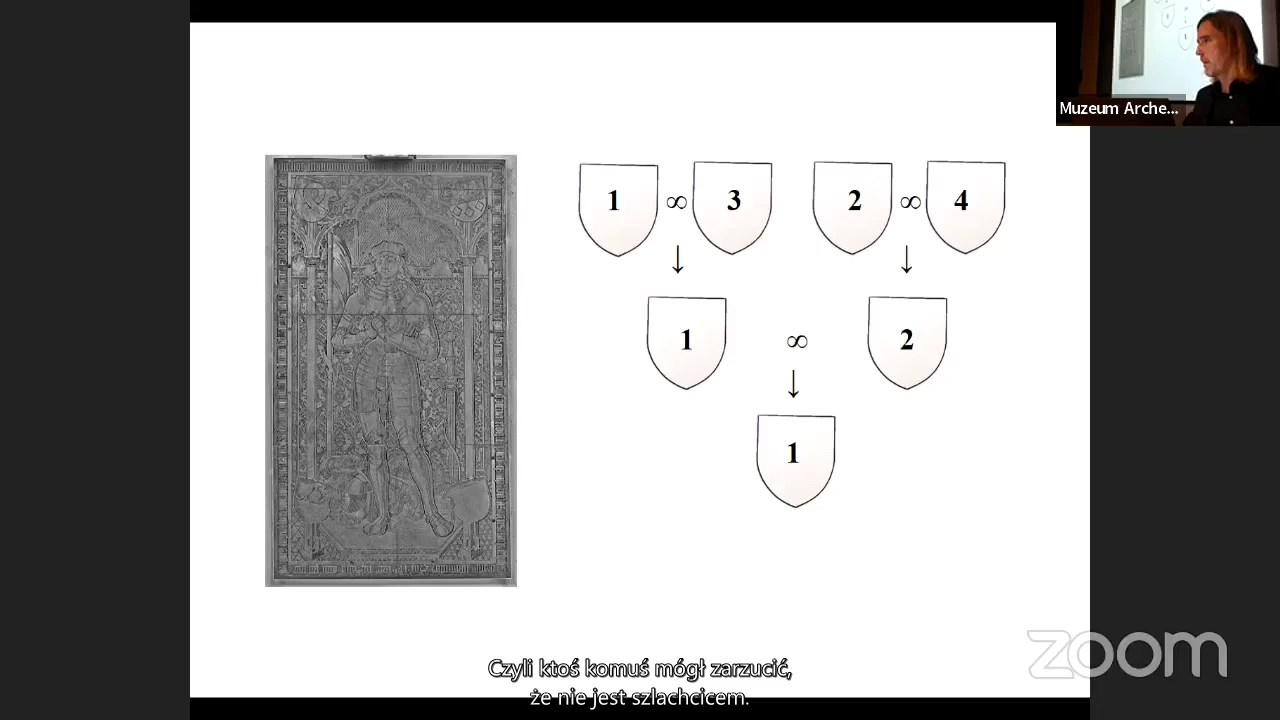 Muzeum Arche...
1 ∞ 3 2 ∞ 4
↓ ↓
1 ∞ 2
↓
1
zoom
Czyli ktoś komuś mógł zarzucić,
że nie jest szlachcicem.